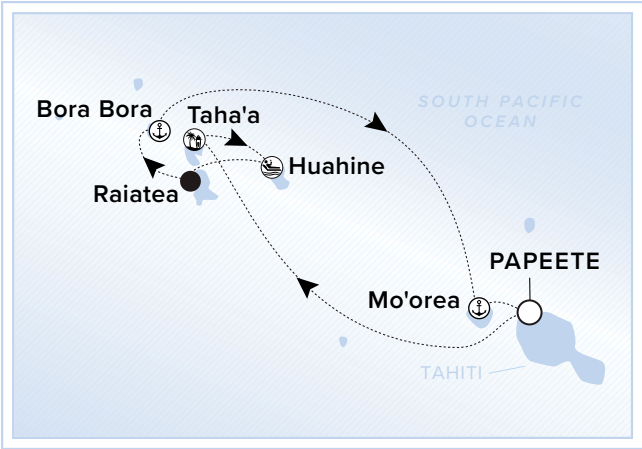 SOUTH PACIFIC
OCEAN
Bora Bora
Taha'a
Huahine
Raiatea
PAPEETE
Mo'orea
TAHITI